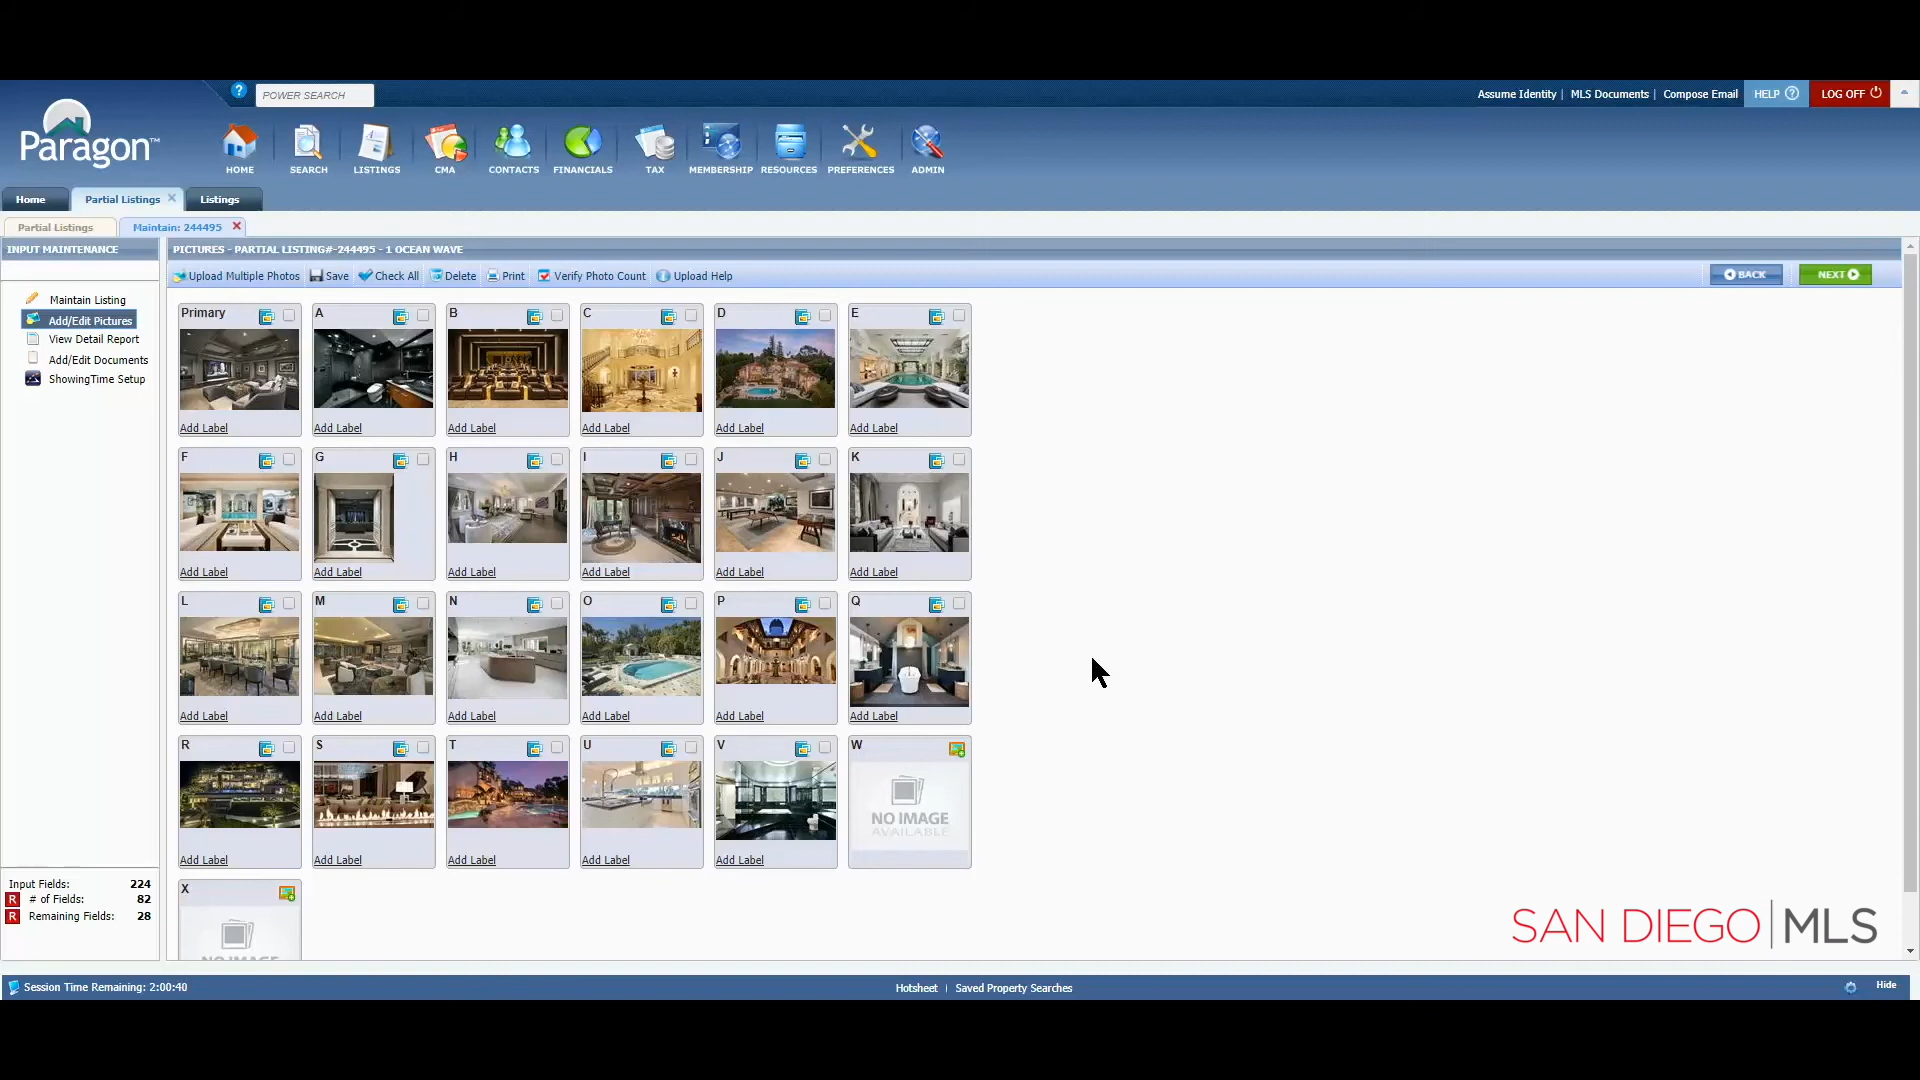 POWER SEARCH
Assume Identity | MLS Documents | Compose Email HELP ? LOG OFF
Paragon™
HOME SEARCH LISTINGS CMA CONTACTS FINANCIALS TAX MEMBERSHIP RESOURCES PREFERENCES ADMIN
Home Partial Listings Listings
Partial Listings Maintain: 244495
INPUT MAINTENANCE PICTURES - PARTIAL LISTING#-244495 - 1 OCEAN WAVE
Upload Multiple Photos Save Check All Delete Print Verify Photo Count Upload Help BACK NEXT
Maintain Listing
Add/Edit Pictures
View Detail Report
Add/Edit Documents
ShowingTime Setup
Primary A B C D E
Add Label Add Label Add Label Add Label Add Label Add Label
F G H I J K
Add Label Add Label Add Label Add Label Add Label Add Label
L M N O P Q
Add Label Add Label Add Label Add Label Add Label Add Label
R S T U V W
NO IMAGE
AVAILABLE
Add Label Add Label Add Label Add Label Add Label
X
NO IMAGE
Input Fields: 224
R # of Fields: 82
R Remaining Fields: 28
SAN DIEGO | MLS
Session Time Remaining: 2:00:40 Hotsheet | Saved Property Searches Hide